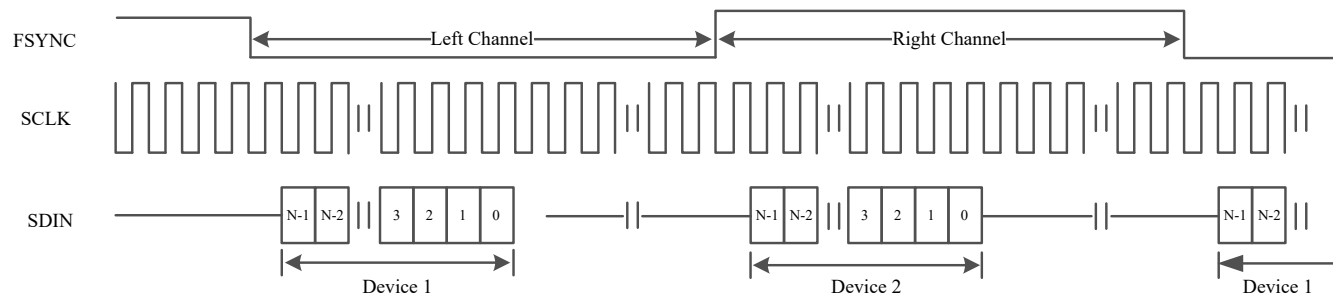 FSYNC Left Channel Right Channel
SCLK
SDIN N-1 N-2 3 2 1 0 N-1 N-2 3 2 1 0 N-1 N-2
Device 1 Device 2 Device 1